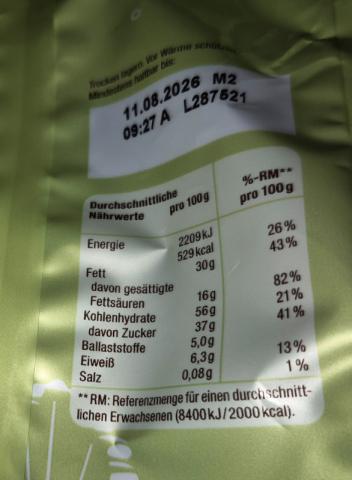 Trocken lagern. Vor Wärme schützen.
Mindestens haltbar bis:
11.08.2026 M2
09:27 A L287521
Durchschnittliche Nährwerte pro 100g %-RM** pro 100g
Energie 2209kJ 26%
529kcal
Fett 30g 43%
davon gesättigte
Fettsäuren 16g 82%
Kohlenhydrate 56g 21%
davon Zucker 37g 41%
Ballaststoffe 5,0g
Eiweiß 6,3g 13%
Salz 0,08g 1%
** RM: Referenzmenge für einen durchschnitt-
lichen Erwachsenen (8400kJ/2000kcal).